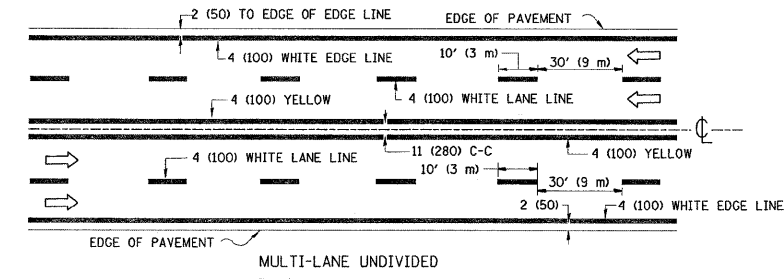 2 (50) TO EDGE OF EDGE LINE
EDGE OF PAVEMENT
4 (100) WHITE EDGE LINE
10' (3 m)
30' (9 m)
4 (100) YELLOW
4 (100) WHITE LANE LINE
℄
4 (100) WHITE LANE LINE
11 (280) C-C
4 (100) YELLOW
10' (3 m)
30' (9 m)
2 (50)
4 (100) WHITE EDGE LINE
EDGE OF PAVEMENT
MULTI-LANE UNDIVIDED